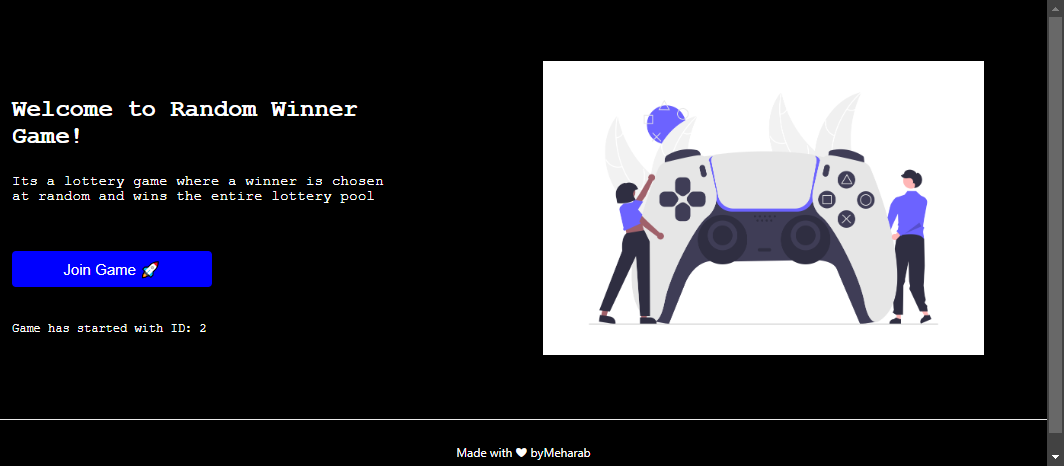 Welcome to Random Winner
Game!
Its a lottery game where a winner is chosen
at random and wins the entire lottery pool
Join Game 🚀
Game has started with ID: 2
Made with ❤ byMeharab